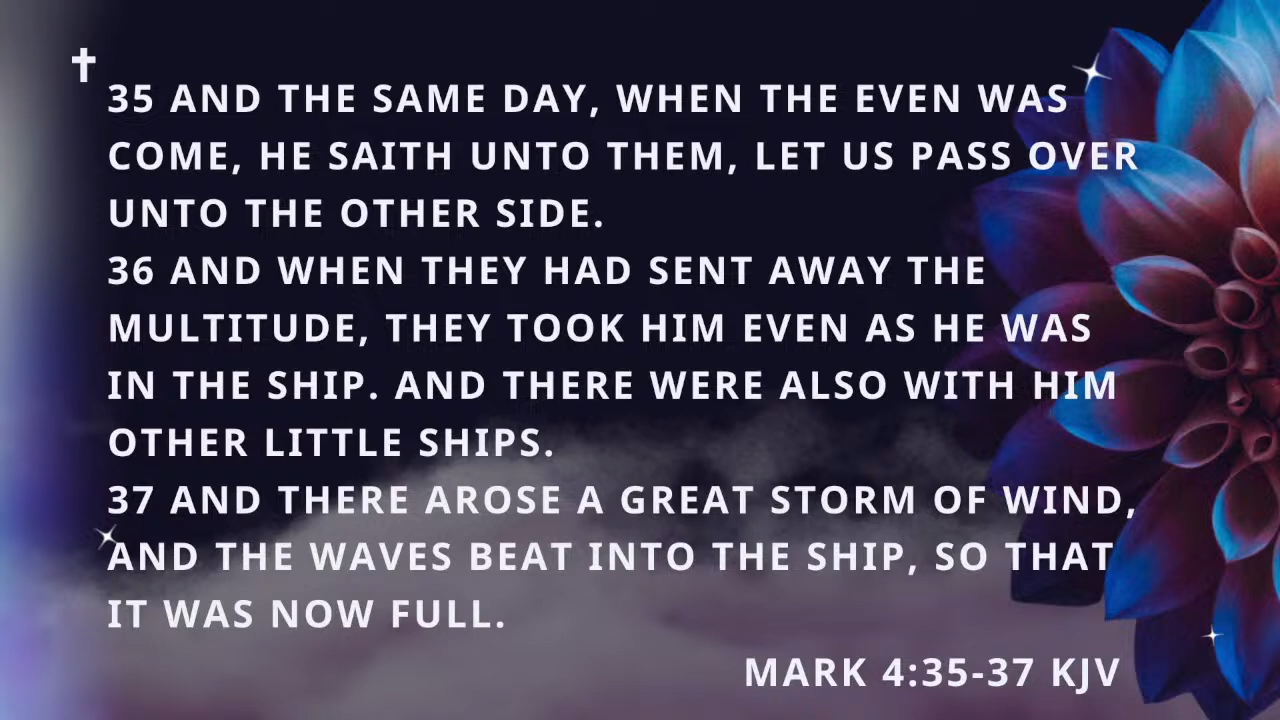 35 AND THE SAME DAY, WHEN THE EVEN WAS
COME, HE SAITH UNTO THEM, LET US PASS OVER
UNTO THE OTHER SIDE.
36 AND WHEN THEY HAD SENT AWAY THE
MULTITUDE, THEY TOOK HIM EVEN AS HE WAS
IN THE SHIP. AND THERE WERE ALSO WITH HIM
OTHER LITTLE SHIPS.
37 AND THERE AROSE A GREAT STORM OF WIND,
AND THE WAVES BEAT INTO THE SHIP, SO THAT
IT WAS NOW FULL.
MARK 4:35-37 KJV